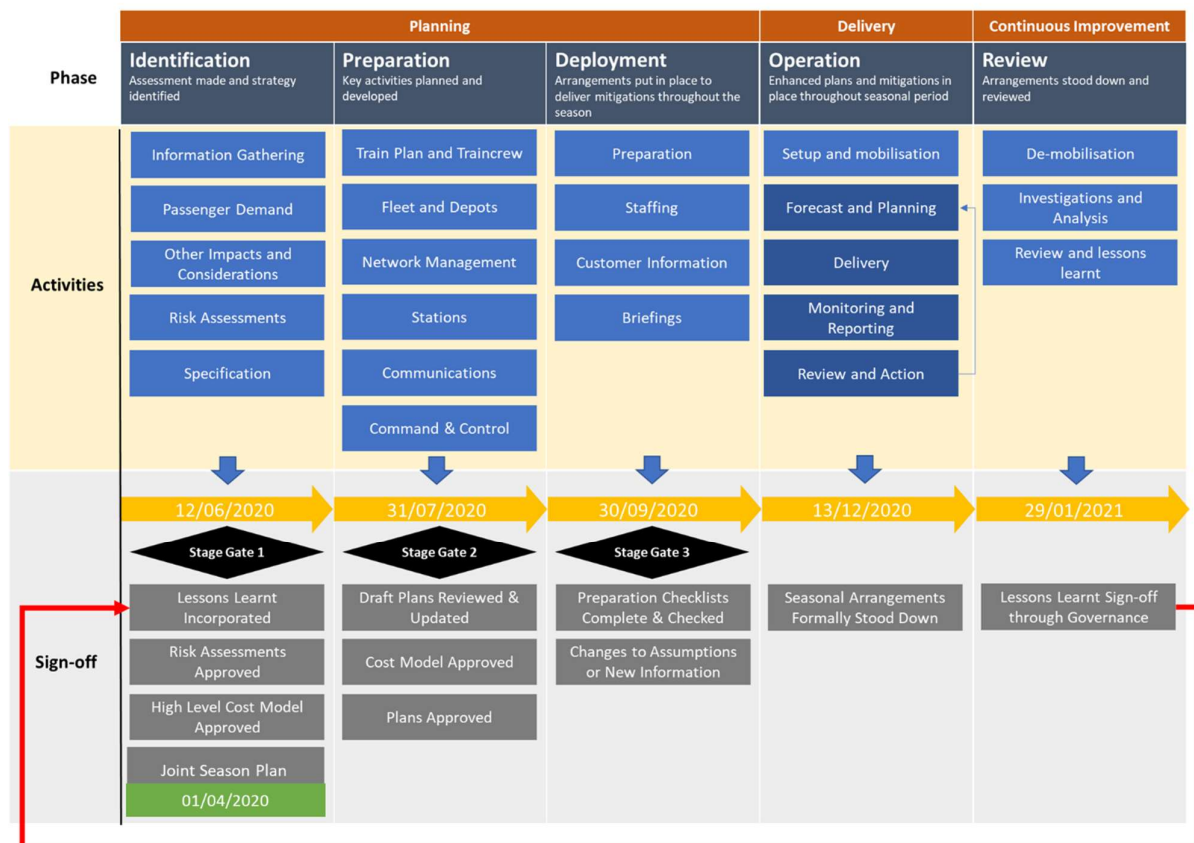 Planning
Delivery
Continuous Improvement
Phase
Identification
Assessment made and strategy
identified
Preparation
Key activities planned and
developed
Deployment
Arrangements put in place to
deliver mitigations throughout the
season
Operation
Enhanced plans and mitigations in
place throughout seasonal period
Review
Arrangements stood down and
reviewed
Activities
Information Gathering
Passenger Demand
Other Impacts and
Considerations
Risk Assessments
Specification
Train Plan and Traincrew
Fleet and Depots
Network Management
Stations
Communications
Command & Control
Preparation
Staffing
Customer Information
Briefings
Setup and mobilisation
Forecast and Planning
Delivery
Monitoring and
Reporting
Review and Action
De-mobilisation
Investigations and
Analysis
Review and lessons
learnt
12/06/2020
31/07/2020
30/09/2020
13/12/2020
29/01/2021
Stage Gate 1
Stage Gate 2
Stage Gate 3
Sign-off
Lessons Learnt
Incorporated
Risk Assessments
Approved
High Level Cost Model
Approved
Joint Season Plan
01/04/2020
Draft Plans Reviewed &
Updated
Cost Model Approved
Plans Approved
Preparation Checklists
Complete & Checked
Changes to Assumptions
or New Information
Seasonal Arrangements
Formally Stood Down
Lessons Learnt Sign-off
through Governance